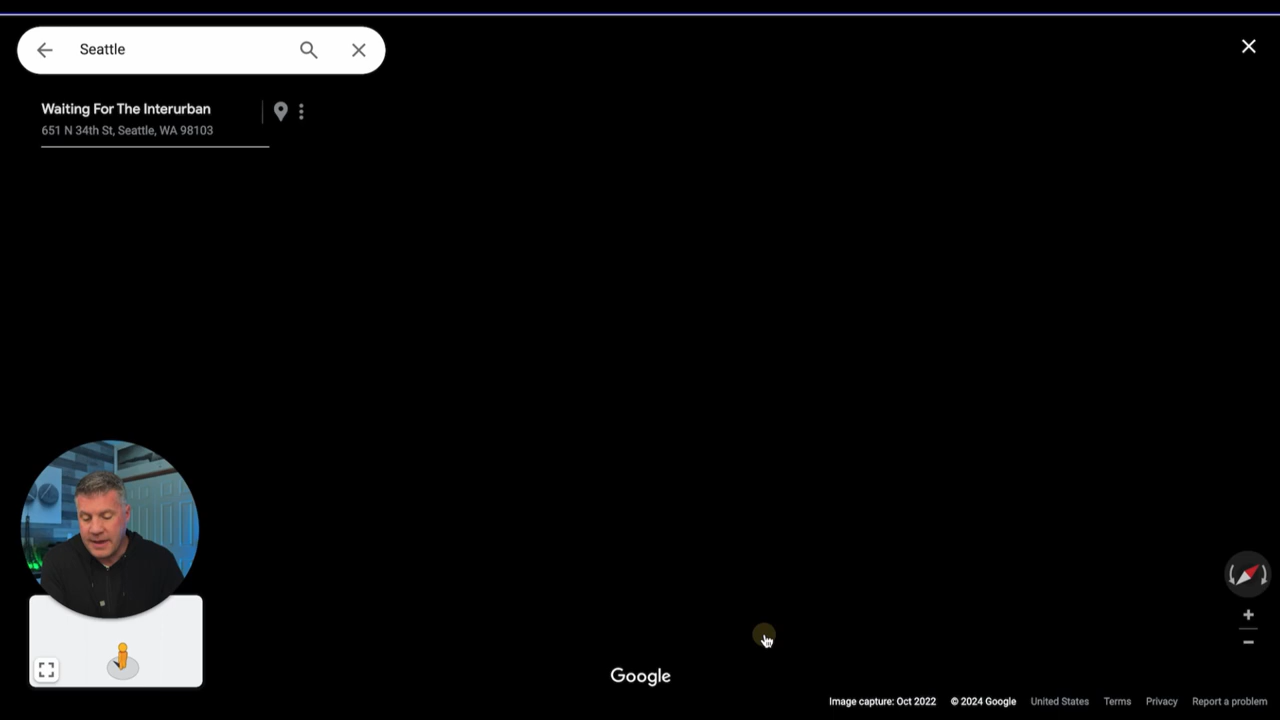 Seattle
Waiting For The Interurban
651 N 34th St, Seattle, WA 98103
Google
Image capture: Oct 2022 © 2024 Google United States Terms Privacy Report a problem